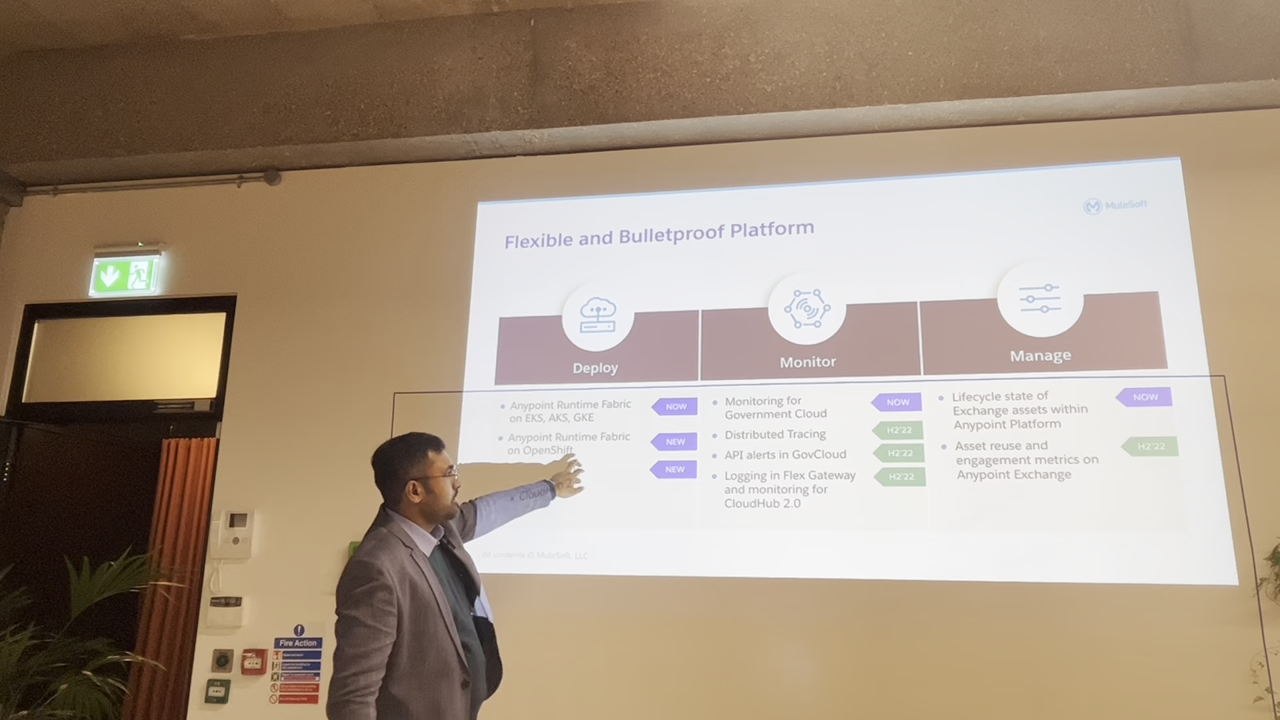 MuleSoft
Flexible and Bulletproof Platform
Deploy
Monitor
Manage
Anypoint Runtime Fabric
on EKS, AKS, GKE
NOW
Anypoint Runtime Fabric
on OpenShift
NEW
NEW
Monitoring for
Government Cloud
NOW
Distributed Tracing
H2'22
API alerts in GovCloud
H2'22
Logging in Flex Gateway
and monitoring for
CloudHub 2.0
H2'22
Lifecycle state of
Exchange assets within
Anypoint Platform
NOW
Asset reuse and
engagement metrics on
Anypoint Exchange
H2'22
All contents © MuleSoft, LLC
Fire Action